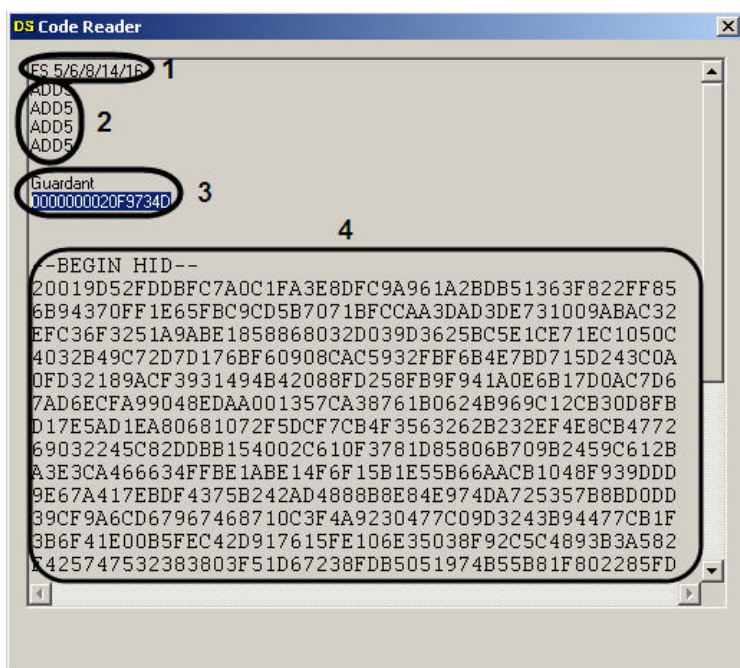 DS Code Reader
FS 5/6/8/14/16 1
ADD5
ADD5
ADD5 2
ADD5
Guardant
0000000020F9734D 3
4
--BEGIN HID--
20019D52FDDBFC7A0C1FA3E8DFC9A961A2BDB51363F822FF85
6B94370FF1E65FBC9CD5B7071BFCCAA3DAD3DE731009ABAC32
EFC36F3251A9ABE1858868032D039D3625BC5E1CE71EC1050C
4032B49C72D7D176BF60908CAC5932FBF6B4E7BD715D243C0A
0FD32189ACF3931494B42088FD258FB9F941A0E6B17D0AC7D6
7AD6ECFA99048EDAA001357CA38761B0624B969C12CB30D8FB
D17E5AD1EA80681072F5DCF7CB4F3563262B232EF4E8CB4772
69032245C82DDBB154002C610F3781D85806B709B2459C612B
A3E3CA466634FFBE1ABE14F6F15B1E55B66AACB1048F939DDD
9E67A417EBDF4375B242AD4888B8E84E974DA725357B8BD0DD
39CF9A6CD67967468710C3F4A9230477C09D3243B94477CB1F
3B6F41E00B5FEC42D917615FE106E35038F92C5C4893B3A582
F425747532383803F51D67238FDB5051974B55B81F802285FD